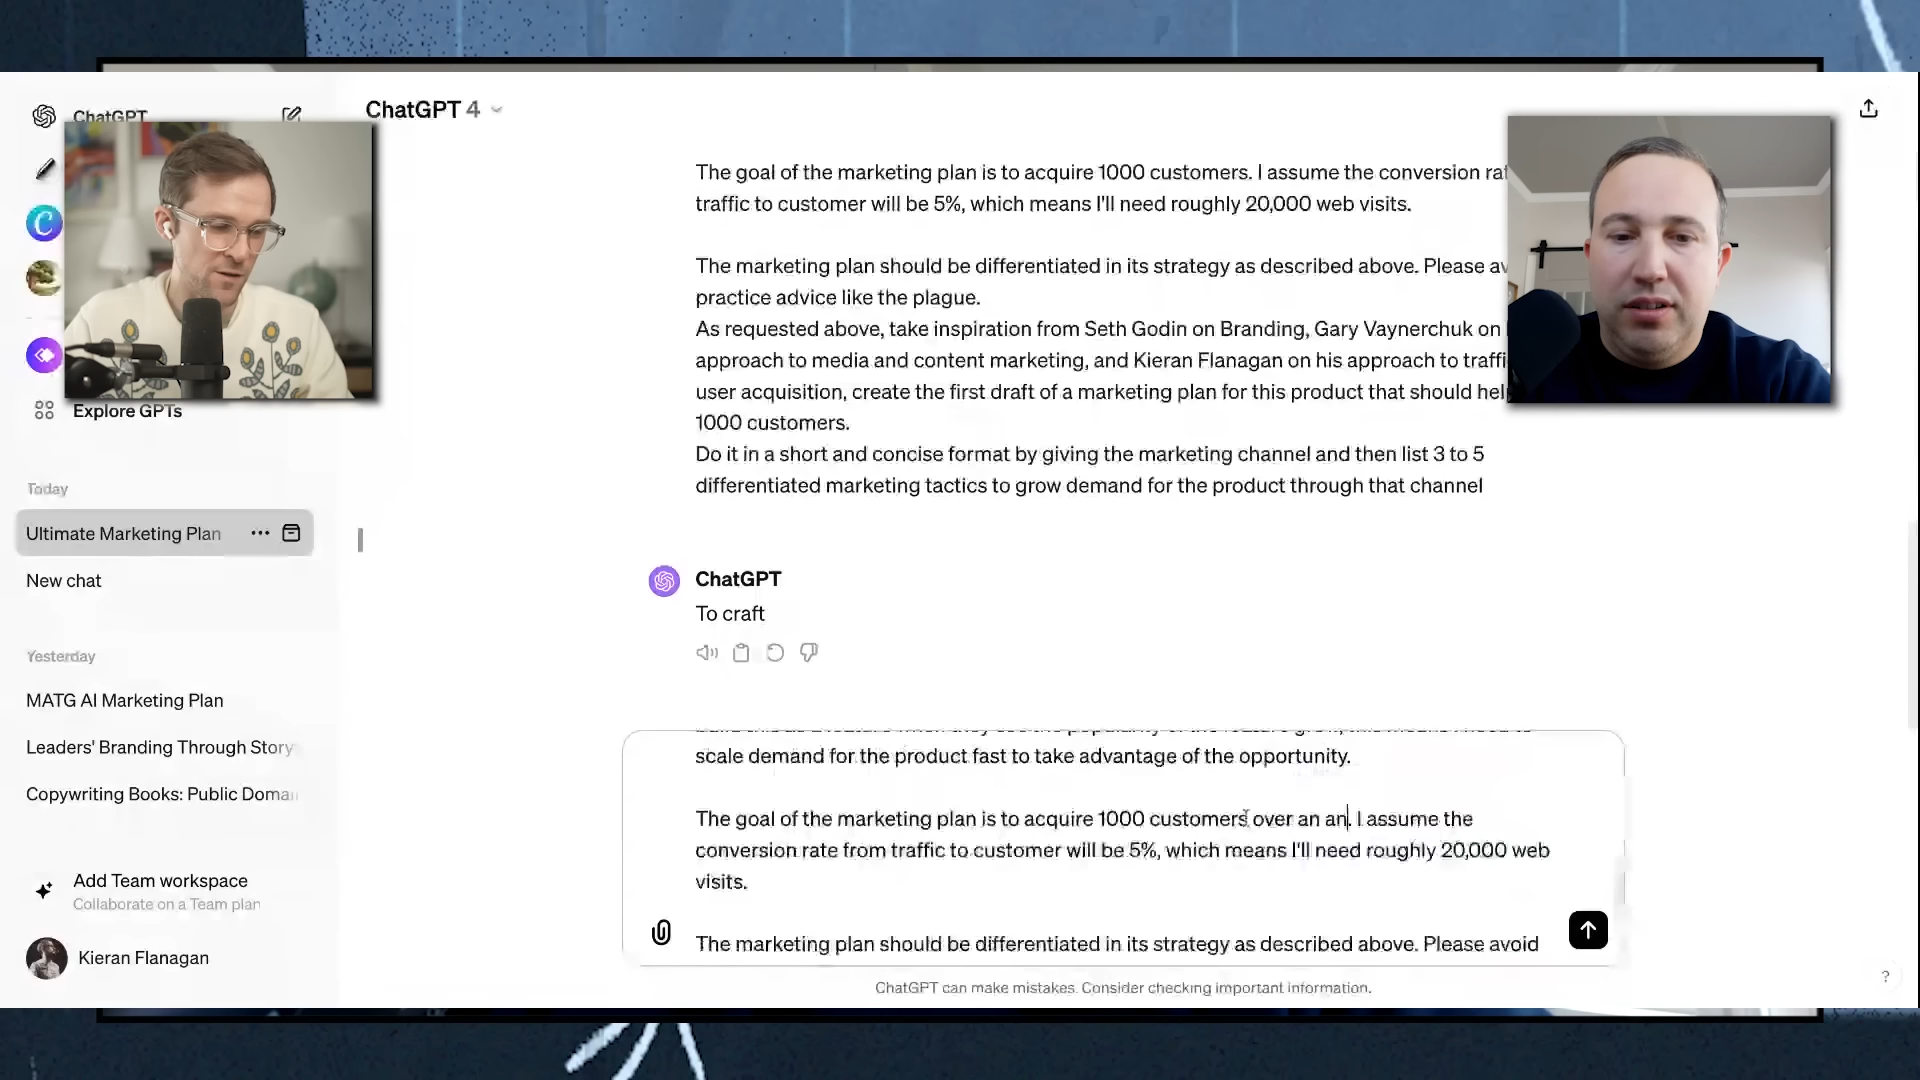 ChatGPT
Explore GPTs
Today
Ultimate Marketing Plan
New chat
Yesterday
MATG AI Marketing Plan
Leaders' Branding Through Story
Copywriting Books: Public Domai
Add Team workspace
Collaborate on a Team plan
Kieran Flanagan
ChatGPT 4
The goal of the marketing plan is to acquire 1000 customers. I assume the conversion
traffic to customer will be 5%, which means I'll need roughly 20,000 web visits.
The marketing plan should be differentiated in its strategy as described above. Please
practice advice like the plague.
As requested above, take inspiration from Seth Godin on Branding, Gary Vaynerchuk on
approach to media and content marketing, and Kieran Flanagan on his approach to
user acquisition, create the first draft of a marketing plan for this product that should
1000 customers.
Do it in a short and concise format by giving the marketing channel and then list 3 to 5
differentiated marketing tactics to grow demand for the product through that channel
ChatGPT
To craft
scale demand for the product fast to take advantage of the opportunity.
The goal of the marketing plan is to acquire 1000 customers over an an. I assume the
conversion rate from traffic to customer will be 5%, which means I'll need roughly 20,000 web
visits.
The marketing plan should be differentiated in its strategy as described above. Please avoid
ChatGPT can make mistakes. Consider checking important information.
?